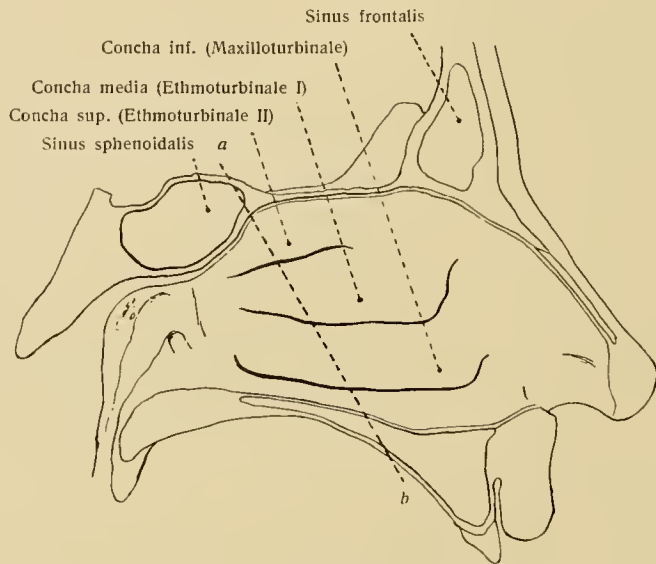 Sinus frontalis
Concha inf. (Maxilloturbinale)
Concha media (Ethmoturbinale I)
Concha sup. (Ethmoturbinale II)
Sinus sphenoidalis a
b